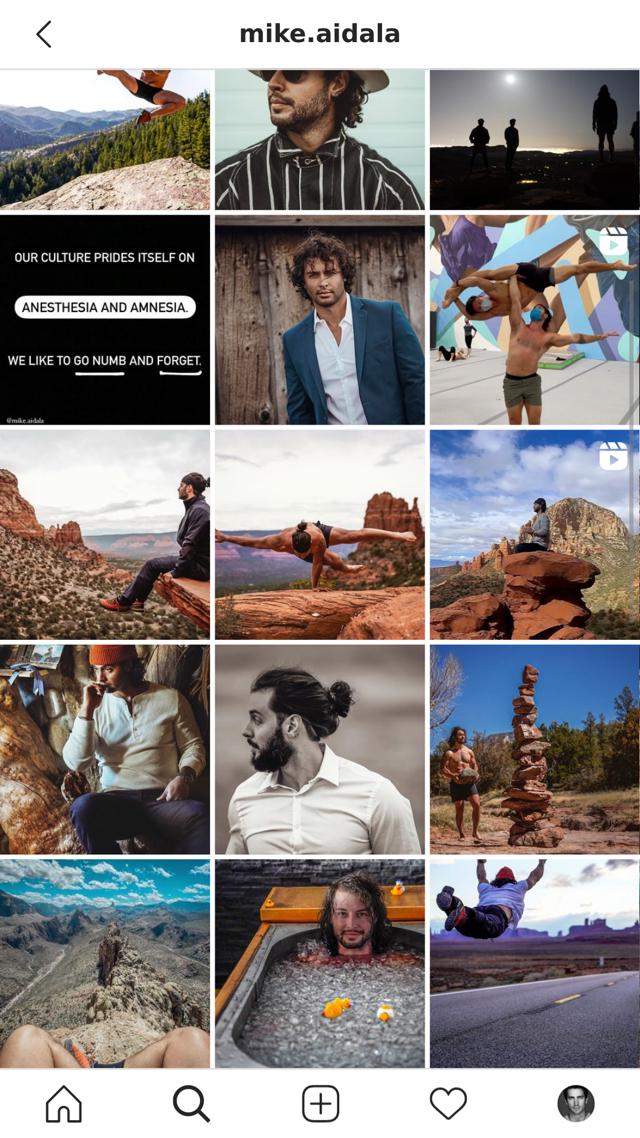 mike.aidala
OUR CULTURE PRIDES ITSELF ON
ANESTHESIA AND AMNESIA.
WE LIKE TO GO NUMB AND FORGET.
@mike.aidala